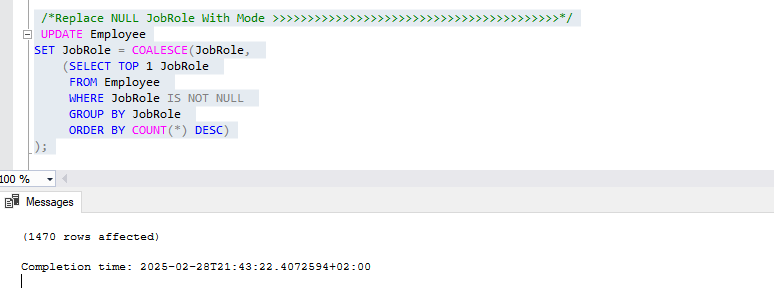 /*Replace NULL JobRole With Mode >>>>>>>>>>>>>>>>>>>>>>>>>>>>>>>>>>>>>>>>>*/
UPDATE Employee
SET JobRole = COALESCE(JobRole,
(SELECT TOP 1 JobRole
FROM Employee
WHERE JobRole IS NOT NULL
GROUP BY JobRole
ORDER BY COUNT(*) DESC)
);
100 %
Messages
(1470 rows affected)
Completion time: 2025-02-28T21:43:22.4072594+02:00